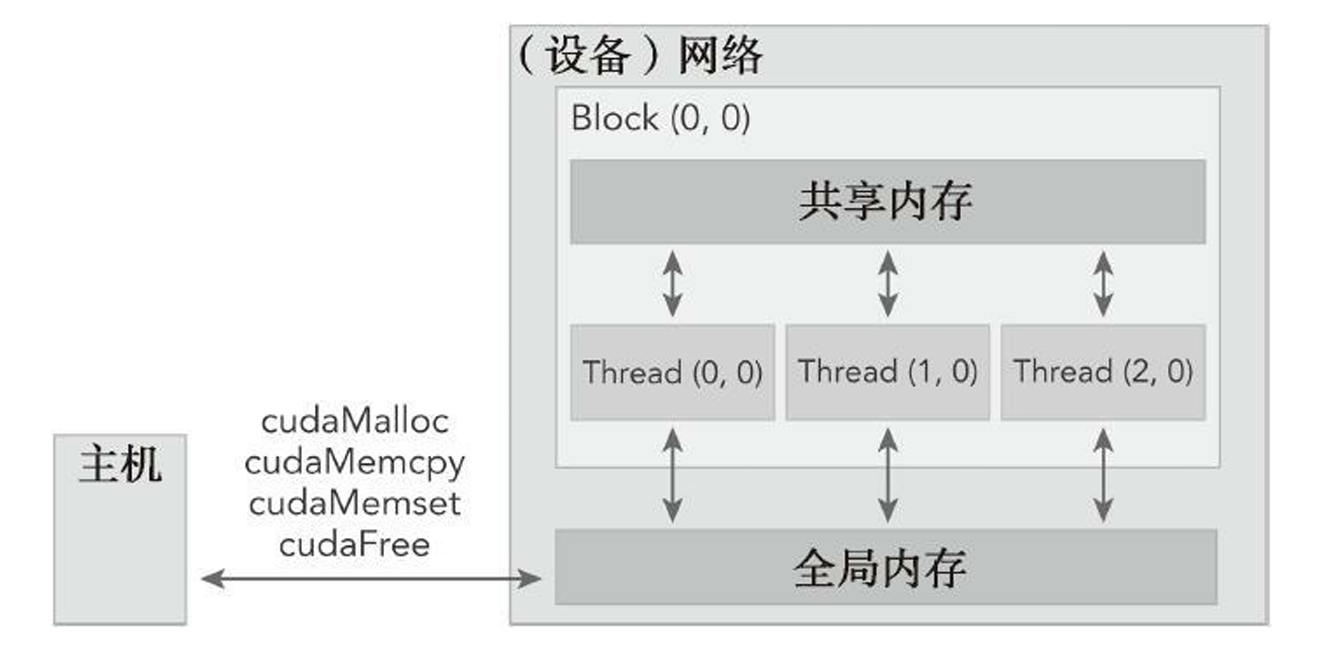 （设备）网络
Block (0, 0)
共享内存
Thread (0, 0)
Thread (1, 0)
Thread (2, 0)
全局内存
主机
cudaMalloc
cudaMemcpy
cudaMemset
cudaFree